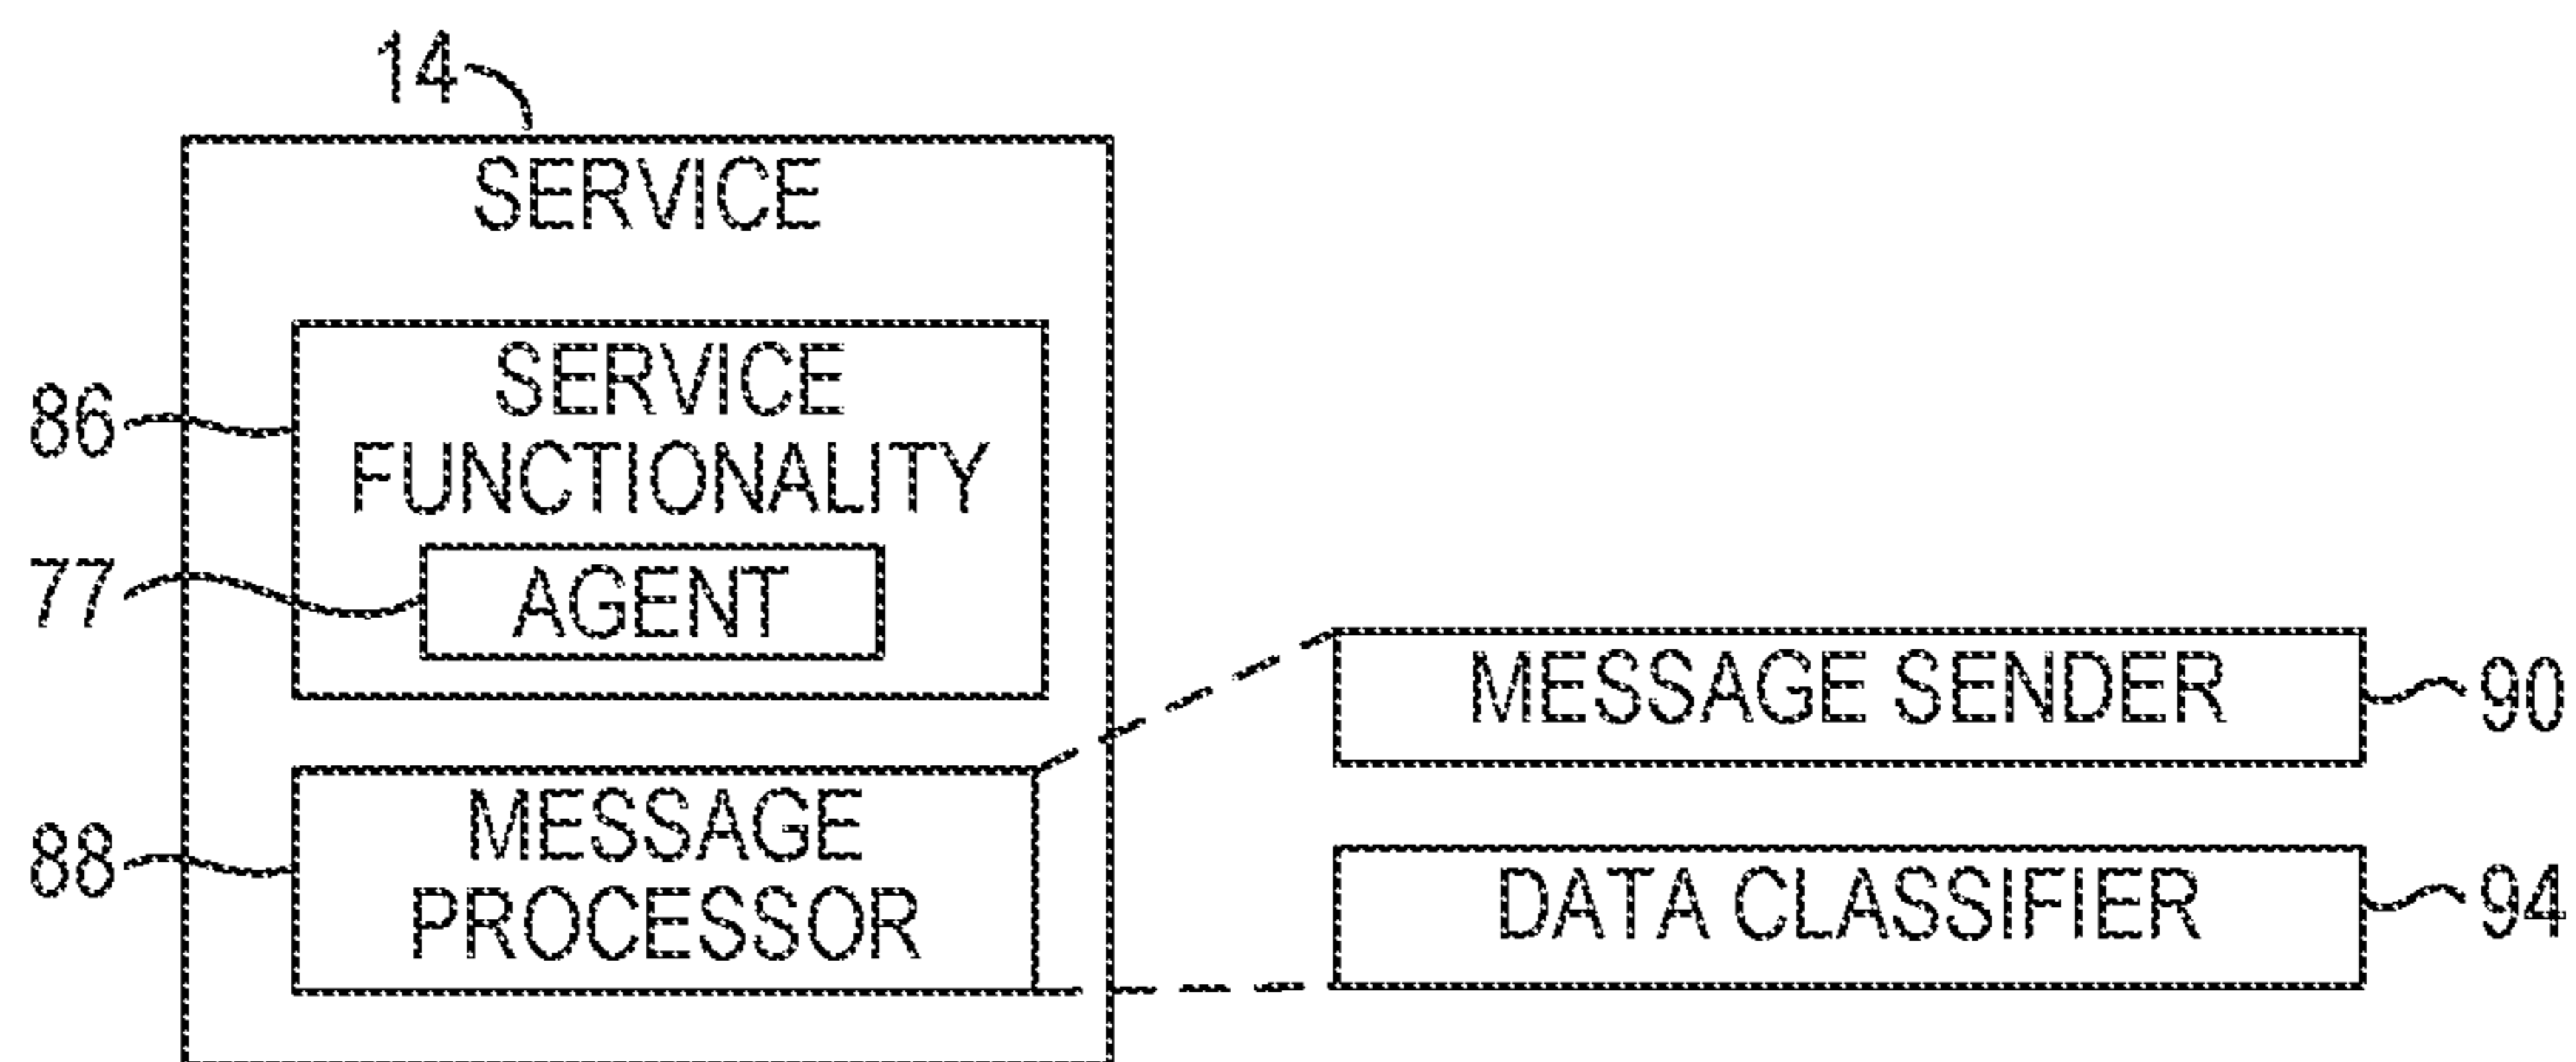 14
SERVICE
86
SERVICE
FUNCTIONALITY
77
AGENT
MESSAGE SENDER
90
88
MESSAGE
PROCESSOR
DATA CLASSIFIER
94